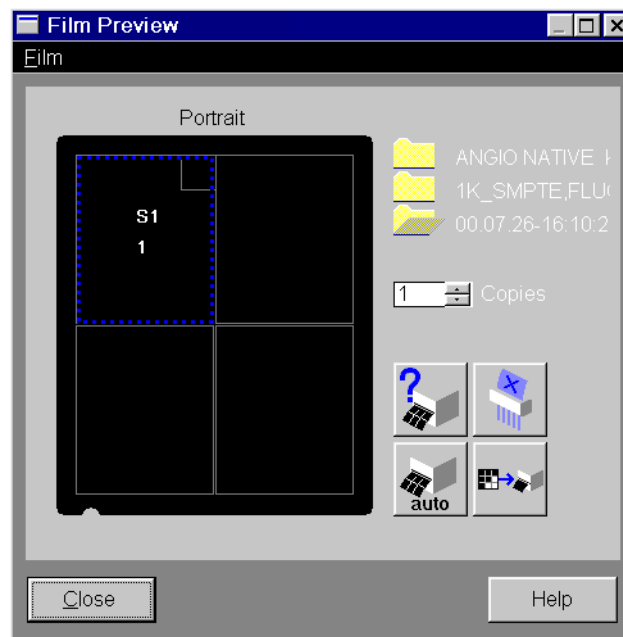 Film Preview
Film
Portrait
S1
1
ANGIO NATIVE
1K_SMPTE,FLU
00.07.26-16:10:2
1 Copies
?
X
auto
Close
Help